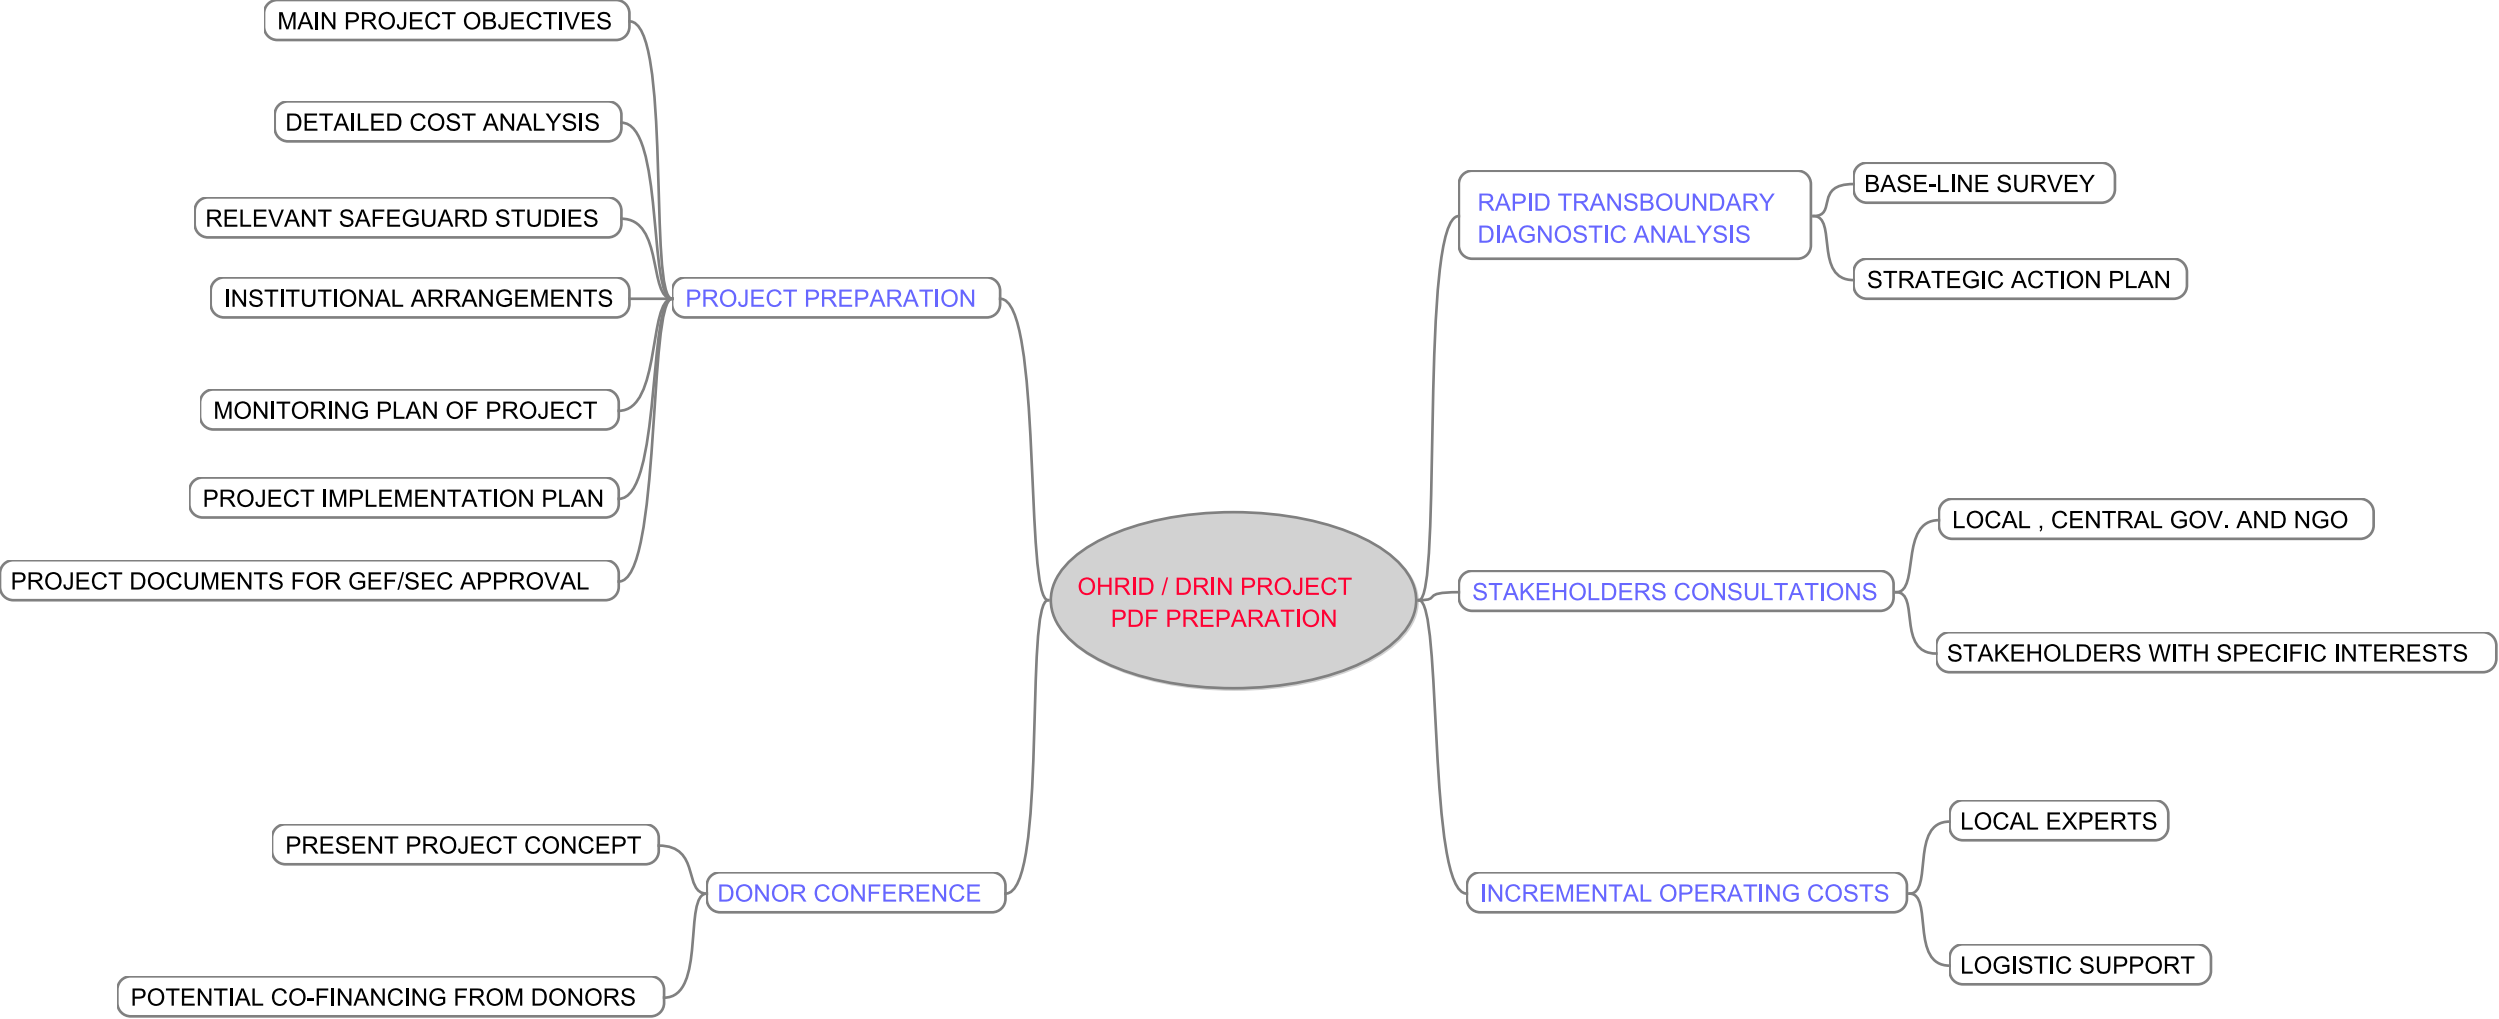 MAIN PROJECT OBJECTIVES
DETAILED COST ANALYSIS
RELEVANT SAFEGUARD STUDIES
INSTITUTIONAL ARRANGEMENTS
MONITORING PLAN OF PROJECT
PROJECT IMPLEMENTATION PLAN
PROJECT DOCUMENTS FOR GEF/SEC APPROVAL
PROJECT PREPARATION
PRESENT PROJECT CONCEPT
POTENTIAL CO-FINANCING FROM DONORS
DONOR CONFERENCE
OHRID / DRIN PROJECT
PDF PREPARATION
RAPID TRANSBOUNDARY
DIAGNOSTIC ANALYSIS
BASE-LINE SURVEY
STRATEGIC ACTION PLAN
STAKEHOLDERS CONSULTATIONS
LOCAL , CENTRAL GOV. AND NGO
STAKEHOLDERS WITH SPECIFIC INTERESTS
INCREMENTAL OPERATING COSTS
LOCAL EXPERTS
LOGISTIC SUPPORT